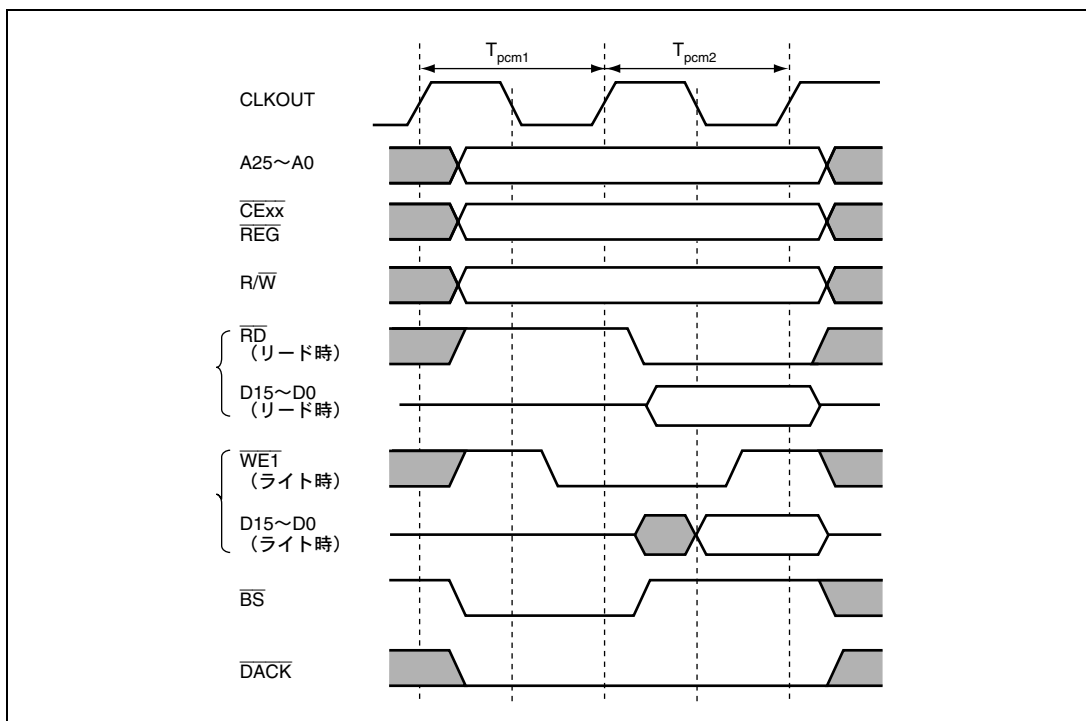 Tpcm1 Tpcm2
CLKOUT
A25～A0
CExx
REG
R/W
RD
（リード時）
D15～D0
（リード時）
WE1
（ライト時）
D15～D0
（ライト時）
BS
DACK